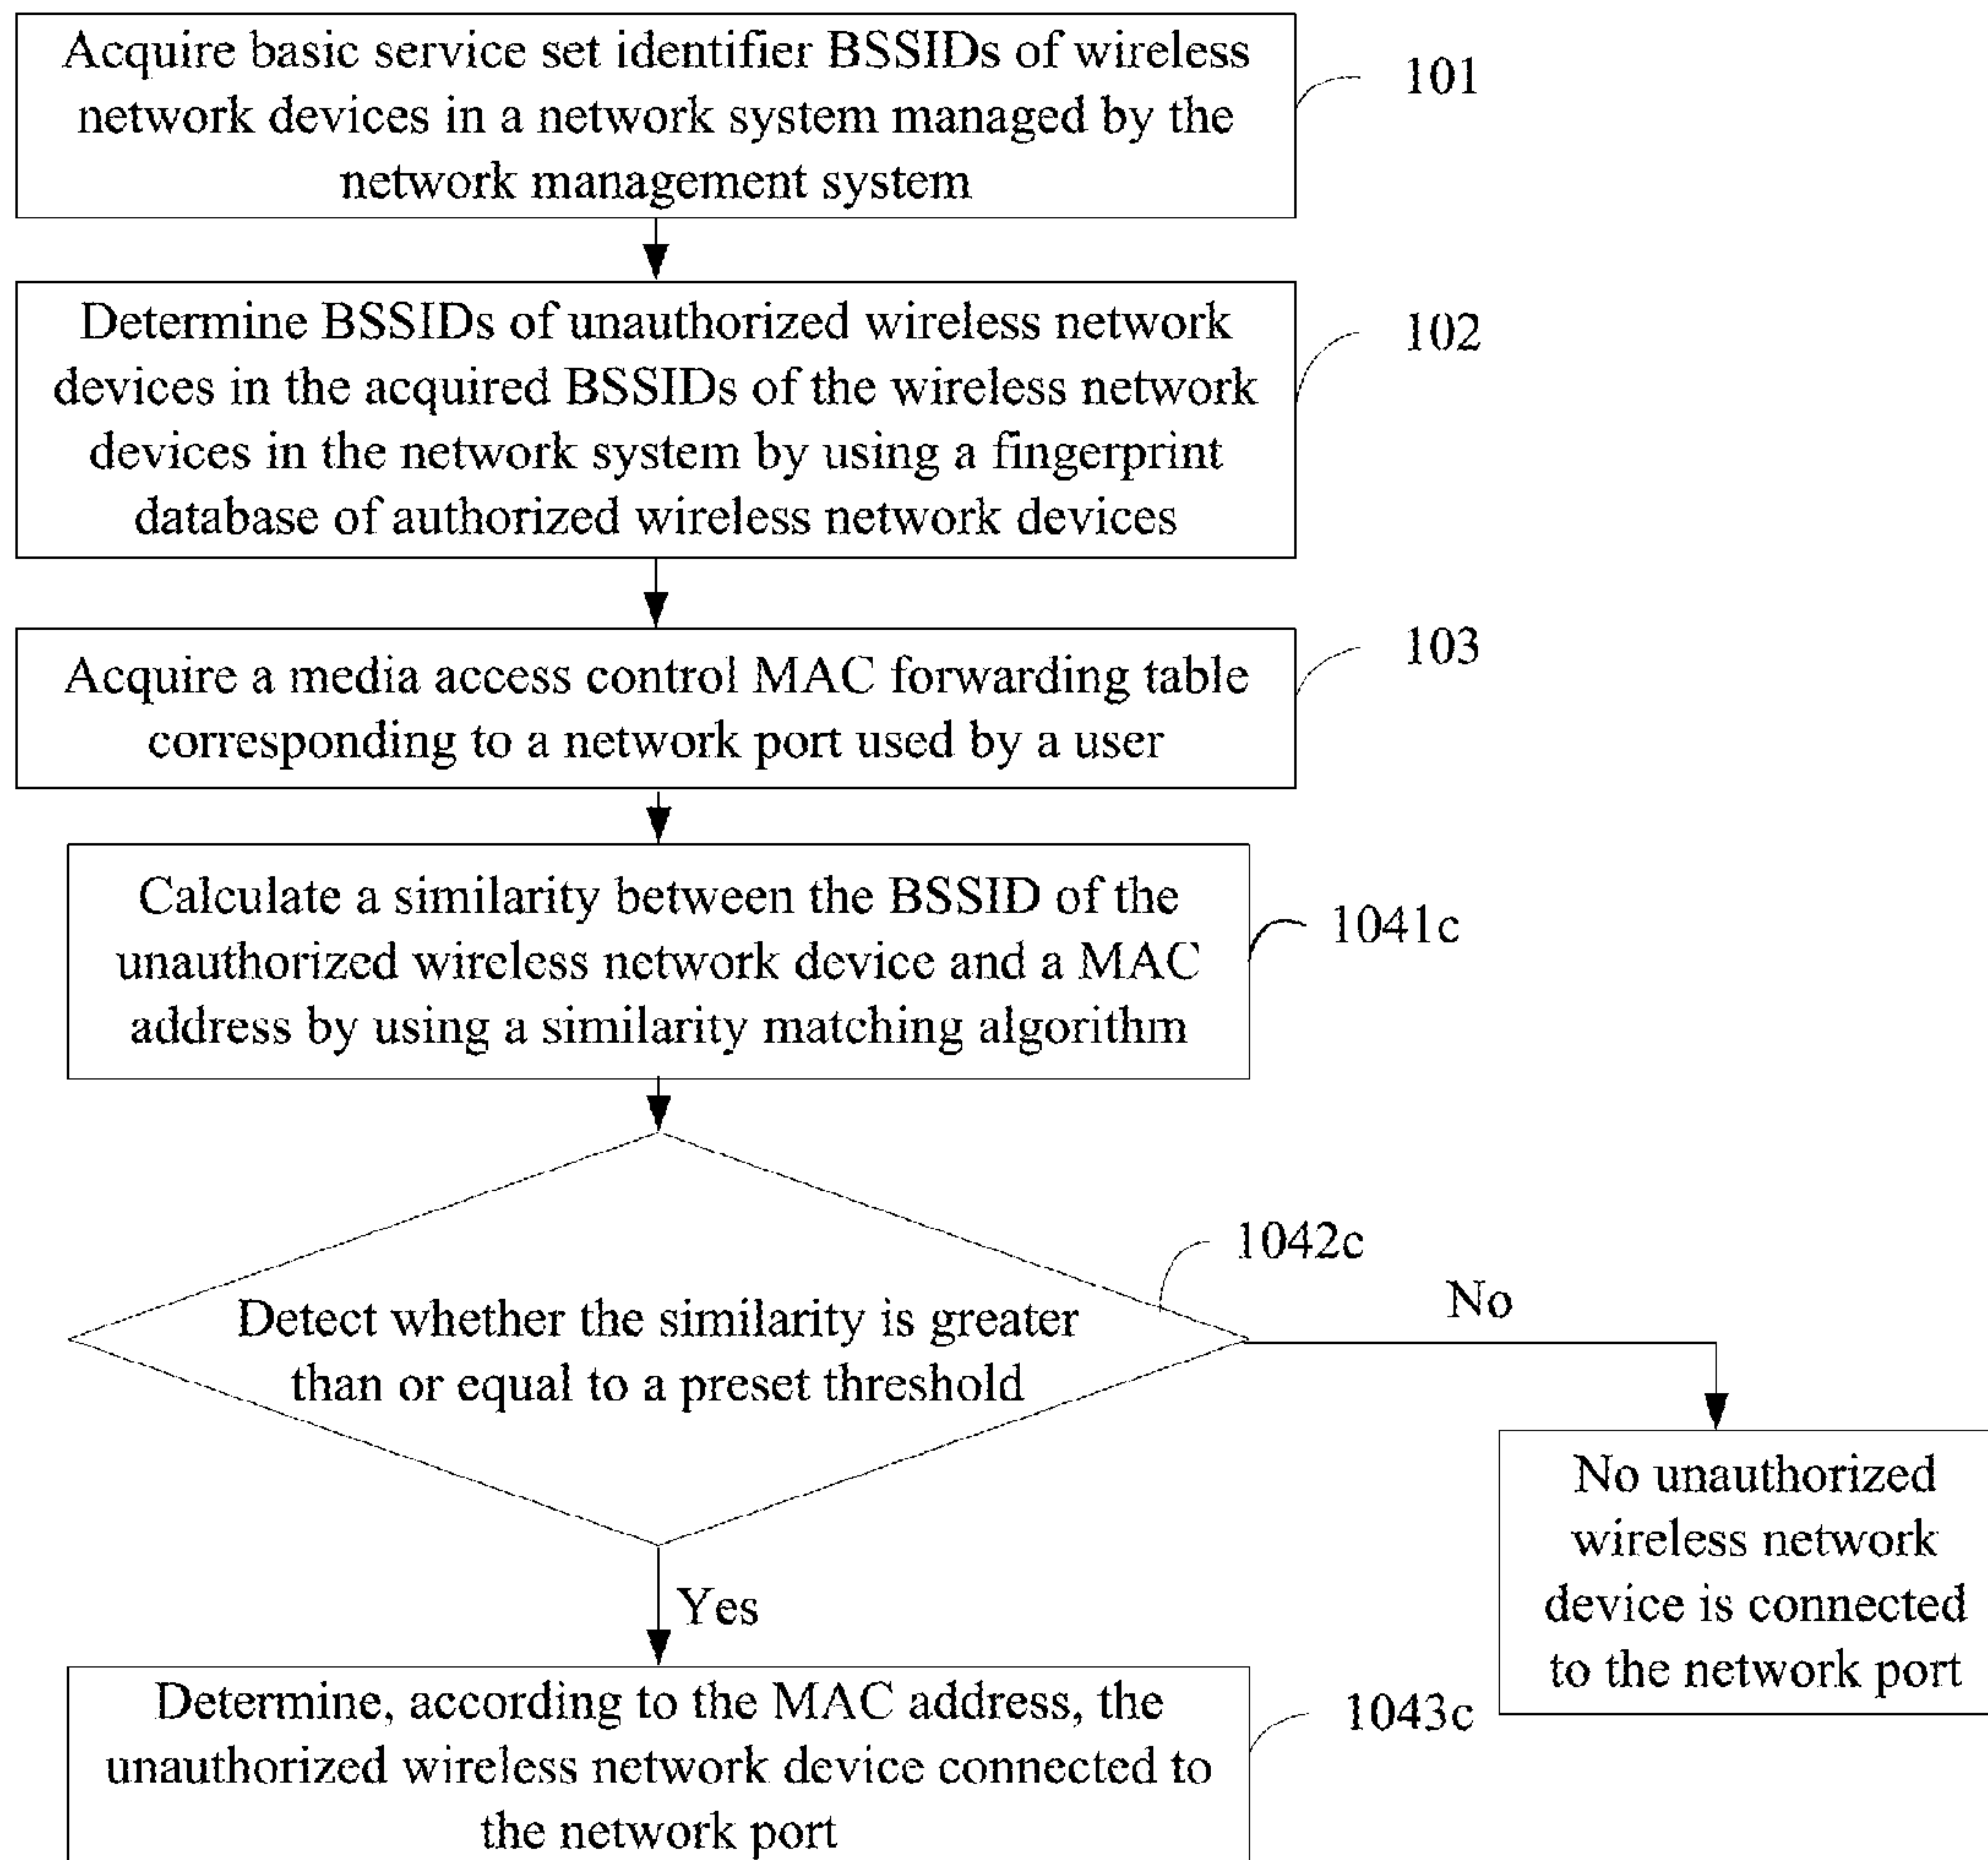 Acquire basic service set identifier BSSIDs of wireless
network devices in a network system managed by the
network management system
101
Determine BSSIDs of unauthorized wireless network
devices in the acquired BSSIDs of the wireless network
devices in the network system by using a fingerprint
database of authorized wireless network devices
102
Acquire a media access control MAC forwarding table
corresponding to a network port used by a user
103
Calculate a similarity between the BSSID of the
unauthorized wireless network device and a MAC
address by using a similarity matching algorithm
1041c
Detect whether the similarity is greater
than or equal to a preset threshold
1042c
No
No unauthorized
wireless network
device is connected
to the network port
Yes
Determine, according to the MAC address, the
unauthorized wireless network device connected to
the network port
1043c